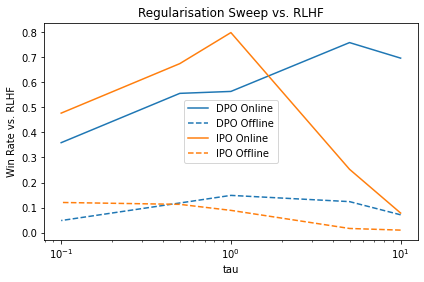 Regularisation Sweep vs. RLHF
Win Rate vs. RLHF
0.8
0.7
0.6
0.5
0.4
0.3
0.2
0.1
0.0
DPO Online
DPO Offline
IPO Online
IPO Offline
10⁻¹
10⁰
10¹
tau